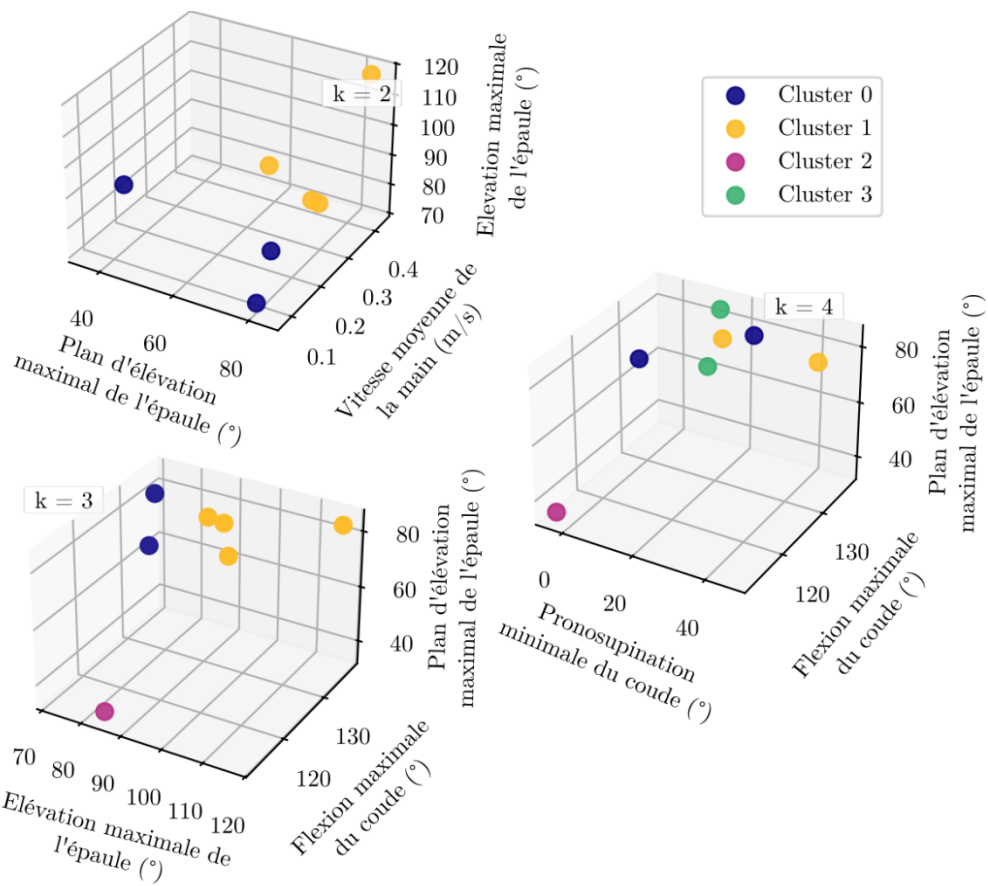 k = 2
120
110
100
90
80
70
Elevation maximale
de l'épaule (°)
0.4
0.3
0.2
0.1
Vitesse moyenne de
la main (m/s)
40
60
80
Plan d'élévation
maximal de l'épaule (°)
Cluster 0
Cluster 1
Cluster 2
Cluster 3
k = 4
80
60
40
Plan d'élévation
maximal de l'épaule (°)
130
120
Flexion maximale
du coude (°)
0
20
40
Pronosupination
minimale du coude (°)
k = 3
80
60
40
Plan d'élévation
maximal de l'épaule (°)
130
120
Flexion maximale
du coude (°)
70
80
90
100
110
120
Elévation maximale de
l'épaule (°)